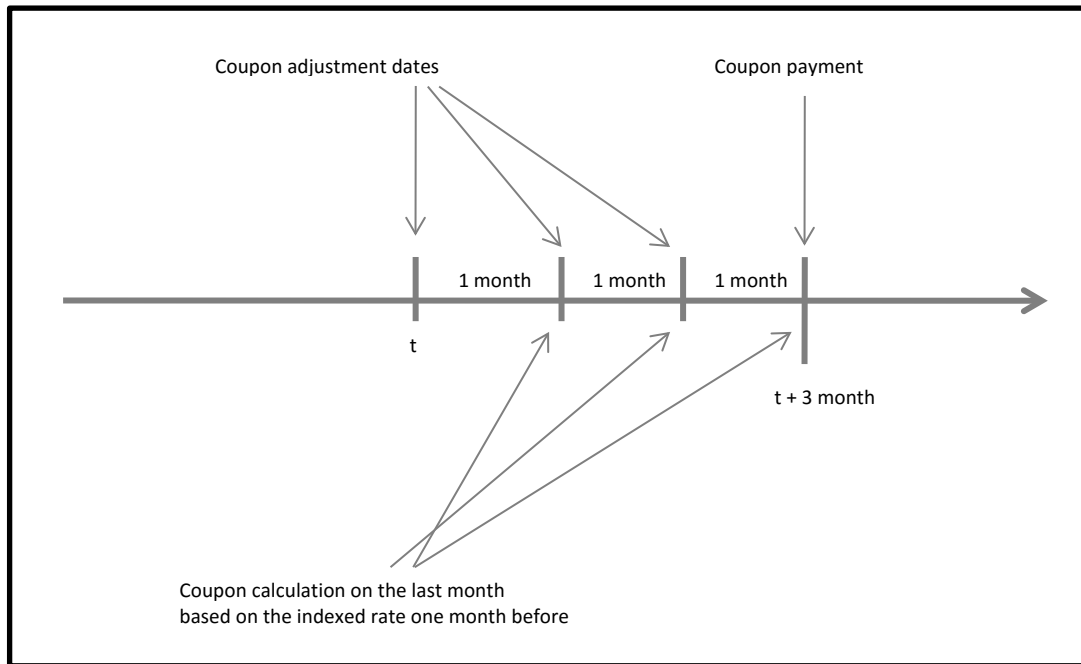 Coupon adjustment dates
Coupon payment
1 month
1 month
1 month
t
t + 3 month
Coupon calculation on the last month
based on the indexed rate one month before